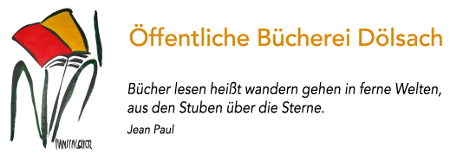 Öffentliche Bücherei Dölsach
Bücher lesen heißt wandern gehen in ferne Welten,
aus den Stuben über die Sterne.
Jean Paul